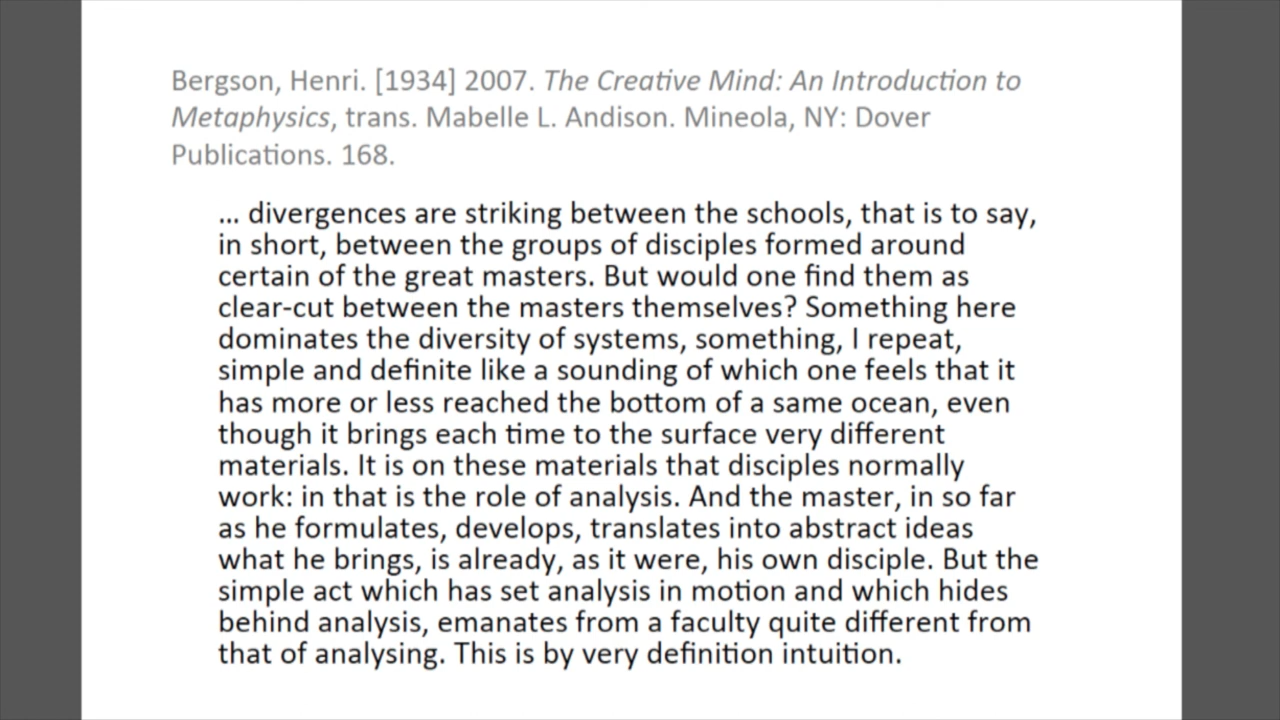 Bergson, Henri. [1934] 2007. The Creative Mind: An Introduction to
Metaphysics, trans. Mabelle L. Andison. Mineola, NY: Dover
Publications. 168.
... divergences are striking between the schools, that is to say,
in short, between the groups of disciples formed around
certain of the great masters. But would one find them as
clear-cut between the masters themselves? Something here
dominates the diversity of systems, something, I repeat,
simple and definite like a sounding of which one feels that it
has more or less reached the bottom of a same ocean, even
though it brings each time to the surface very different
materials. It is on these materials that disciples normally
work: in that is the role of analysis. And the master, in so far
as he formulates, develops, translates into abstract ideas
what he brings, is already, as it were, his own disciple. But the
simple act which has set analysis in motion and which hides
behind analysis, emanates from a faculty quite different from
that of analysing. This is by very definition intuition.